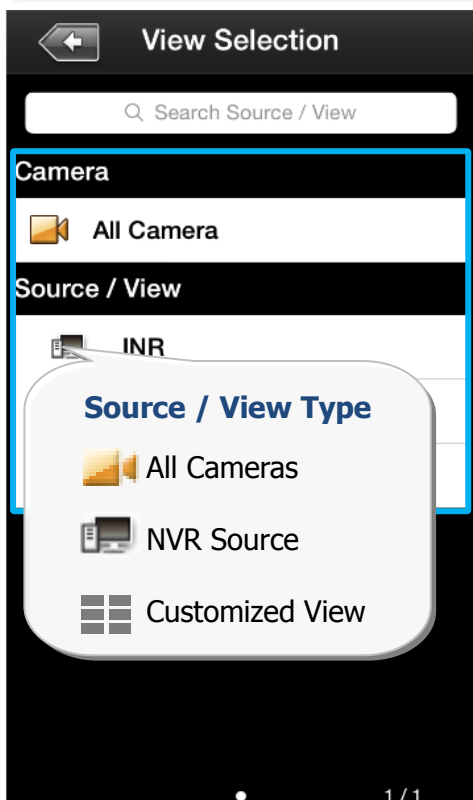 View Selection
Search Source / View
Camera
All Camera
Source / View
INR
Source / View Type
All Cameras
NVR Source
Customized View
1/1